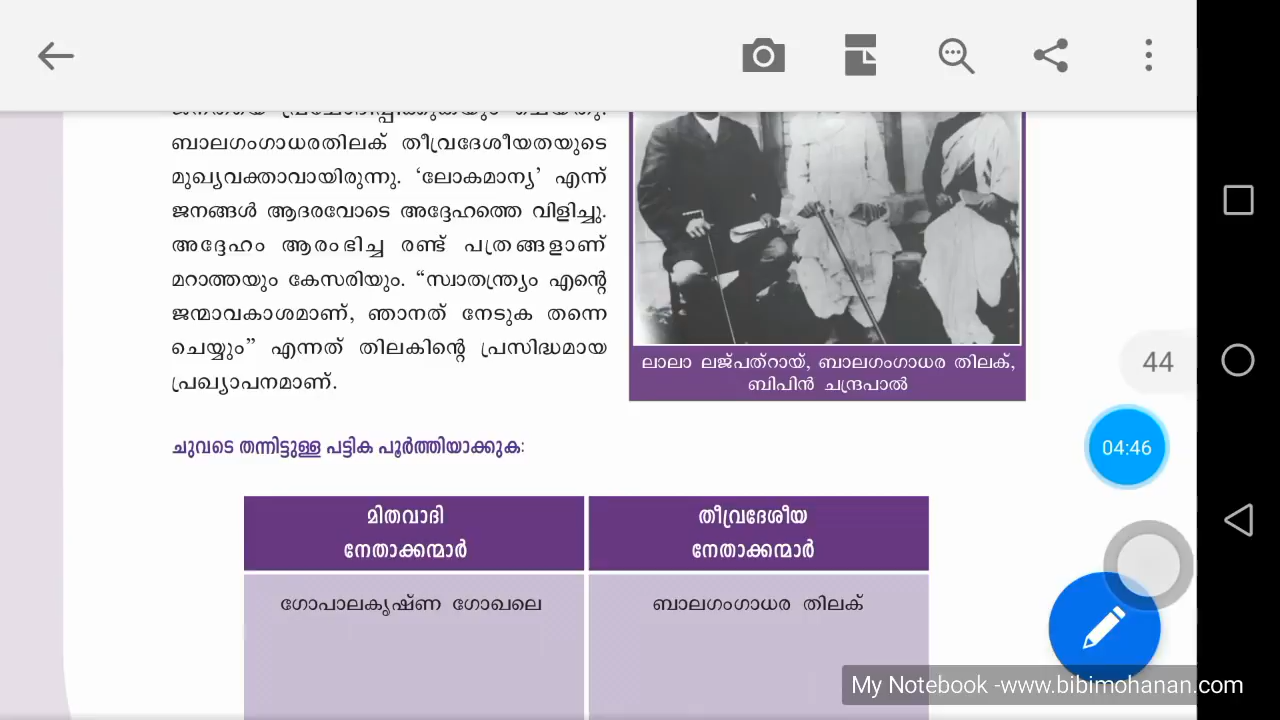 ജനതയെ പ്രചോദിപ്പിക്കുകയും ചെയ്തു.
ബാലഗംഗാധരതിലക് തീവ്രദേശീയതയുടെ
മുഖ്യവക്താവായിരുന്നു. ‘ലോകമാന്യ’ എന്ന്
ജനങ്ങൾ ആദരവോടെ അദ്ദേഹത്തെ വിളിച്ചു.
അദ്ദേഹം ആരംഭിച്ച രണ്ട് പത്രങ്ങളാണ്
മറാത്തയും കേസരിയും. “സ്വാതന്ത്ര്യം എന്റെ
ജന്മാവകാശമാണ്, ഞാനത് നേടുക തന്നെ
ചെയ്യും” എന്നത് തിലകിന്റെ പ്രസിദ്ധമായ
പ്രഖ്യാപനമാണ്.
ലാലാ ലജ്പത്റായ്, ബാലഗംഗാധര തിലക്,
ബിപിൻ ചന്ദ്രപാൽ
44
04:46
ചുവടെ തന്നിട്ടുള്ള പട്ടിക പൂർത്തിയാക്കുക:
മിതവാദി
നേതാക്കന്മാർ
തീവ്രദേശീയ
നേതാക്കന്മാർ
ഗോപാലകൃഷ്ണ ഗോഖലെ
ബാലഗംഗാധര തിലക്
My Notebook -www.bibimohanan.com